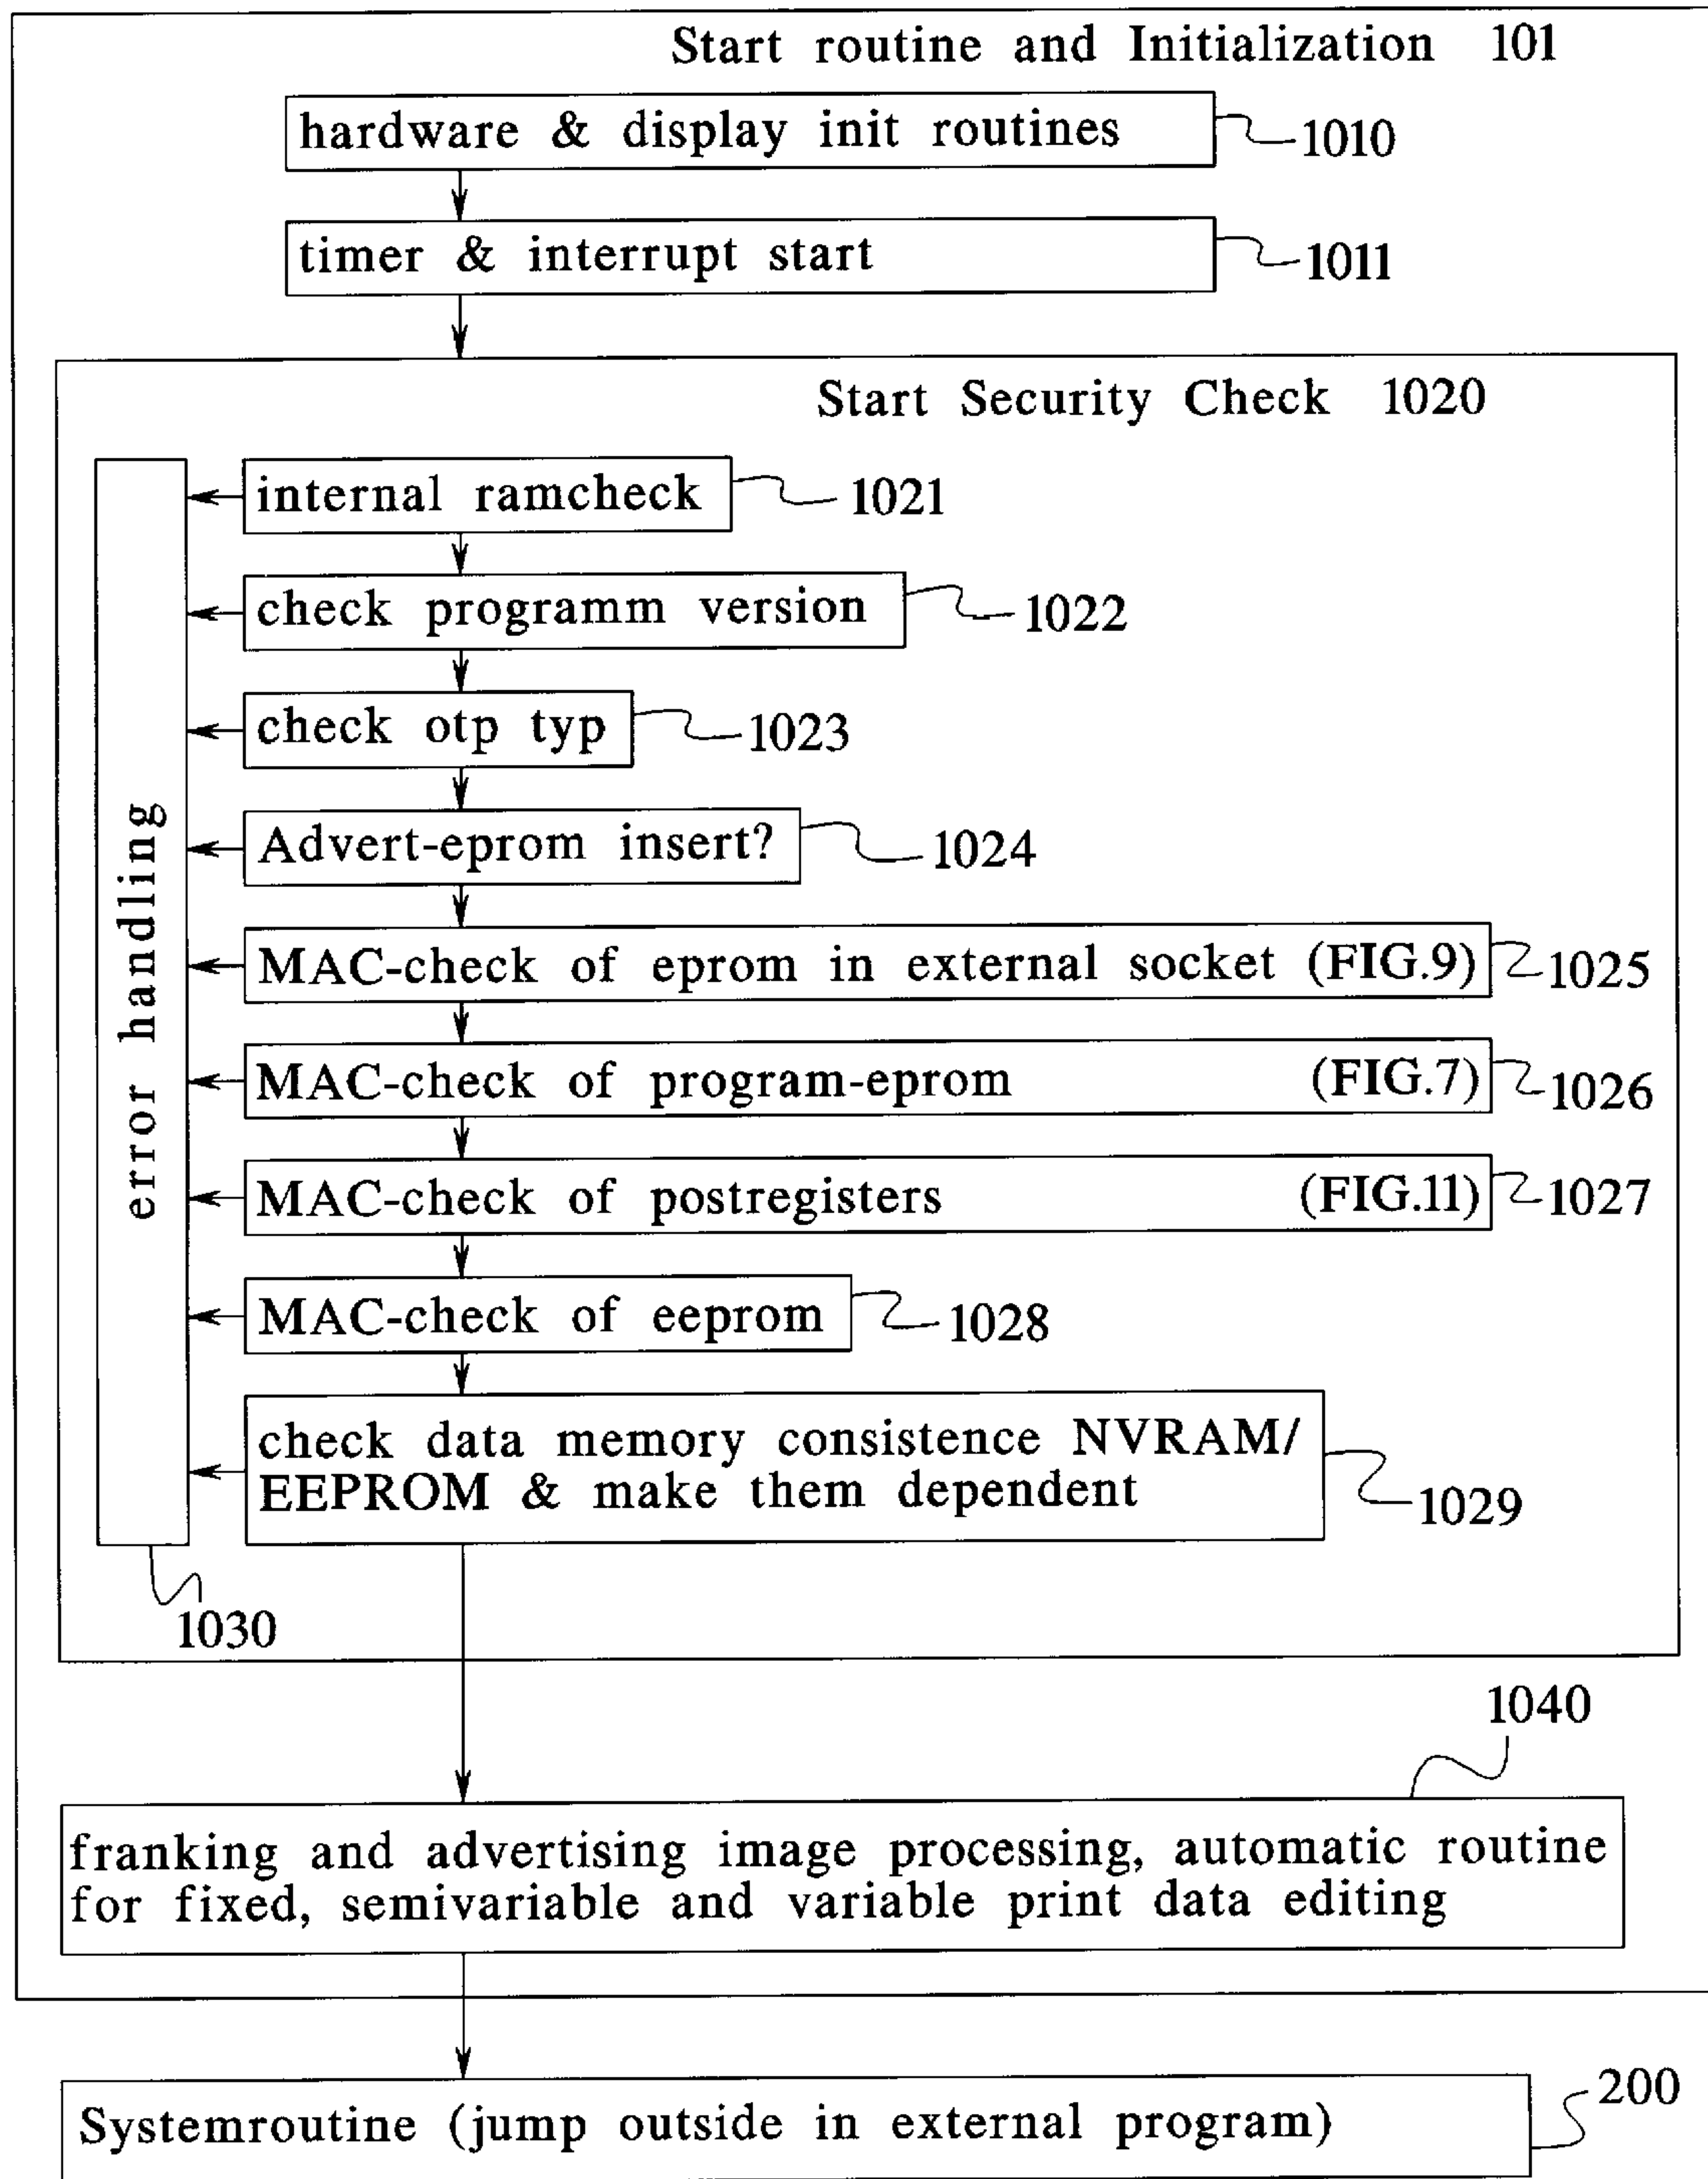 Start routine and Initialization 101
hardware & display init routines
1010
timer & interrupt start
1011
Start Security Check 1020
error handling
internal ramcheck
1021
check programm version
1022
check otp typ
1023
Advert-eprom insert?
1024
MAC-check of eprom in external socket (FIG.9)
1025
MAC-check of program-eprom (FIG.7)
1026
MAC-check of postregisters (FIG.11)
1027
MAC-check of eeprom
1028
check data memory consistence NVRAM/
EEPROM & make them dependent
1029
1030
1040
franking and advertising image processing, automatic routine
for fixed, semivariable and variable print data editing
200
Systemroutine (jump outside in external program)